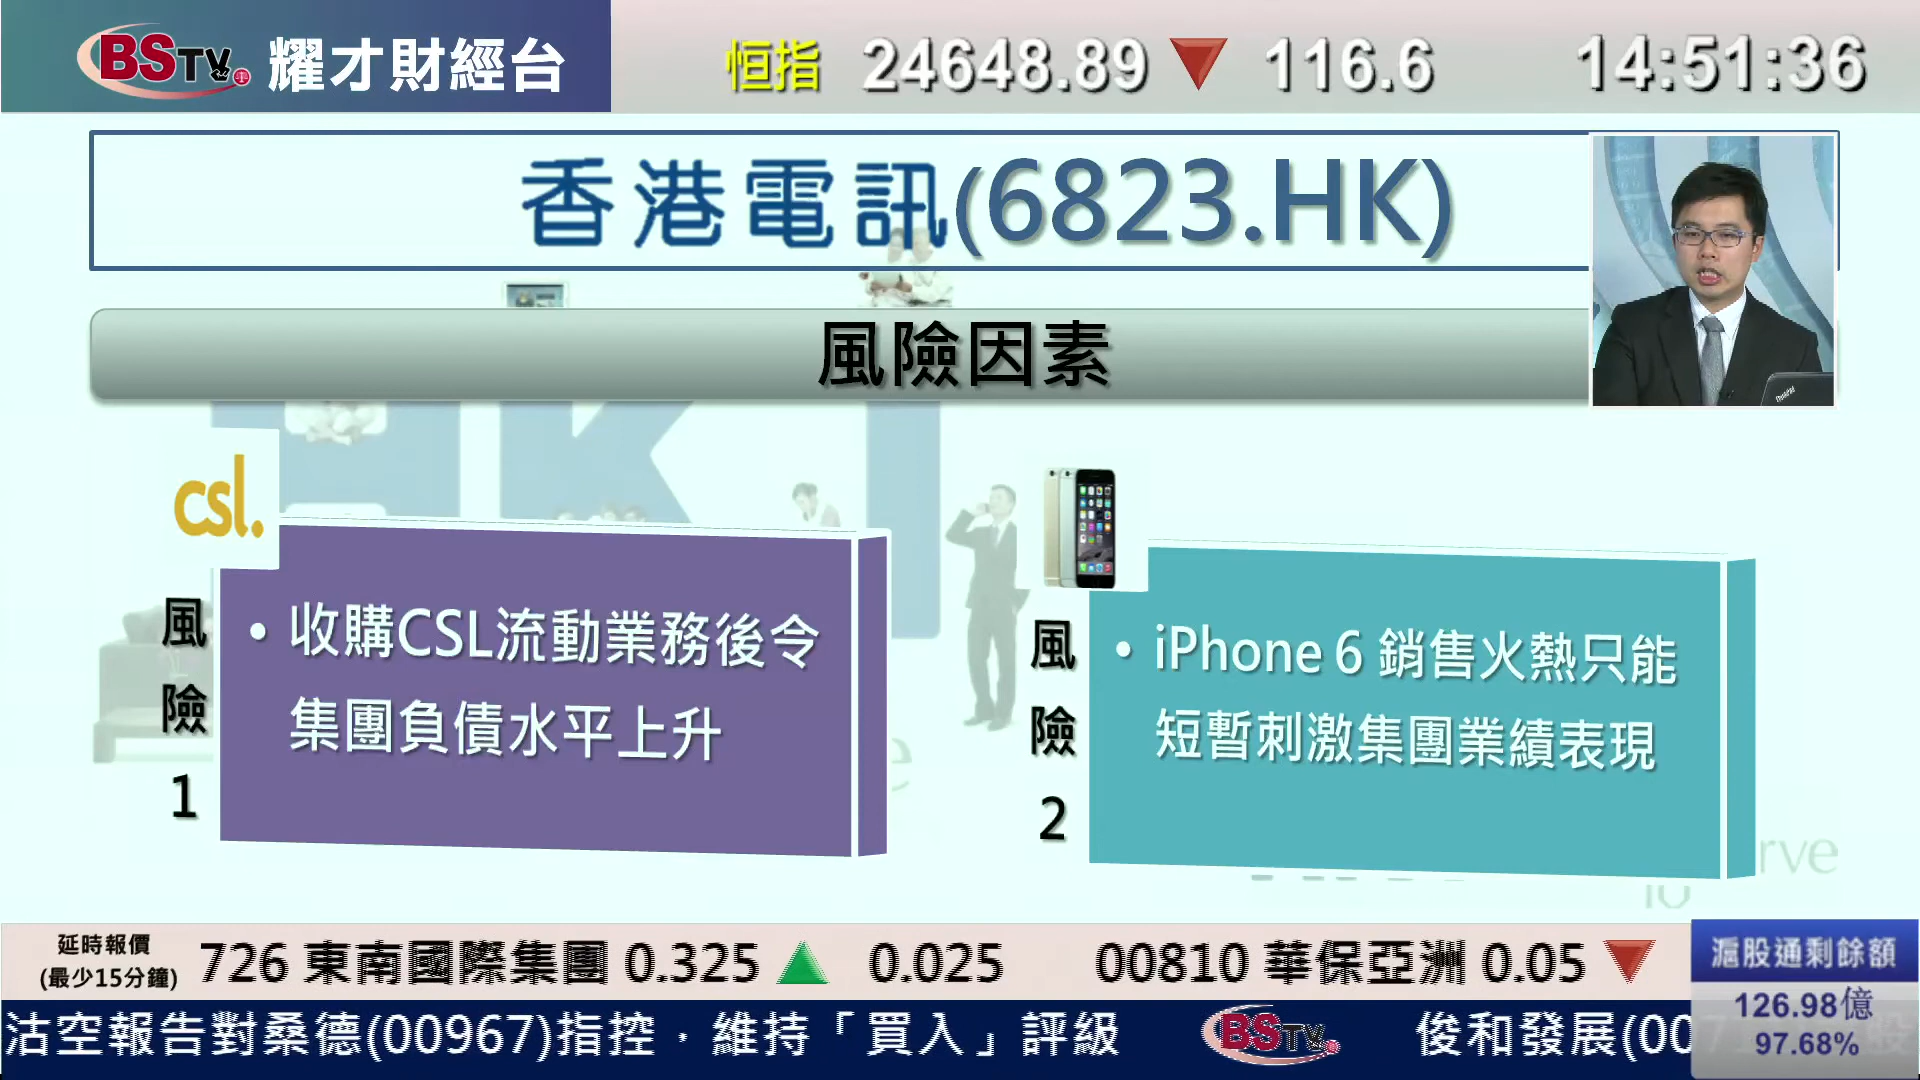 BSTV 耀才財經台
恒指 24648.89 ▼ 116.6 14:51:36
香港電訊(6823.HK)
風險因素
csl.
風險1
• 收購CSL流動業務後令
集團負債水平上升
風險2
• iPhone 6 銷售火熱只能
短暫刺激集團業績表現
延時報價
(最少15分鐘)
726 東南國際集團 0.325 ▲ 0.025 00810 華保亞洲 0.05 ▼
滬股通剩餘額
126.98億
97.68%
沽空報告對桑德(00967)指控，維持「買入」評級 BSTV 俊和發展(00